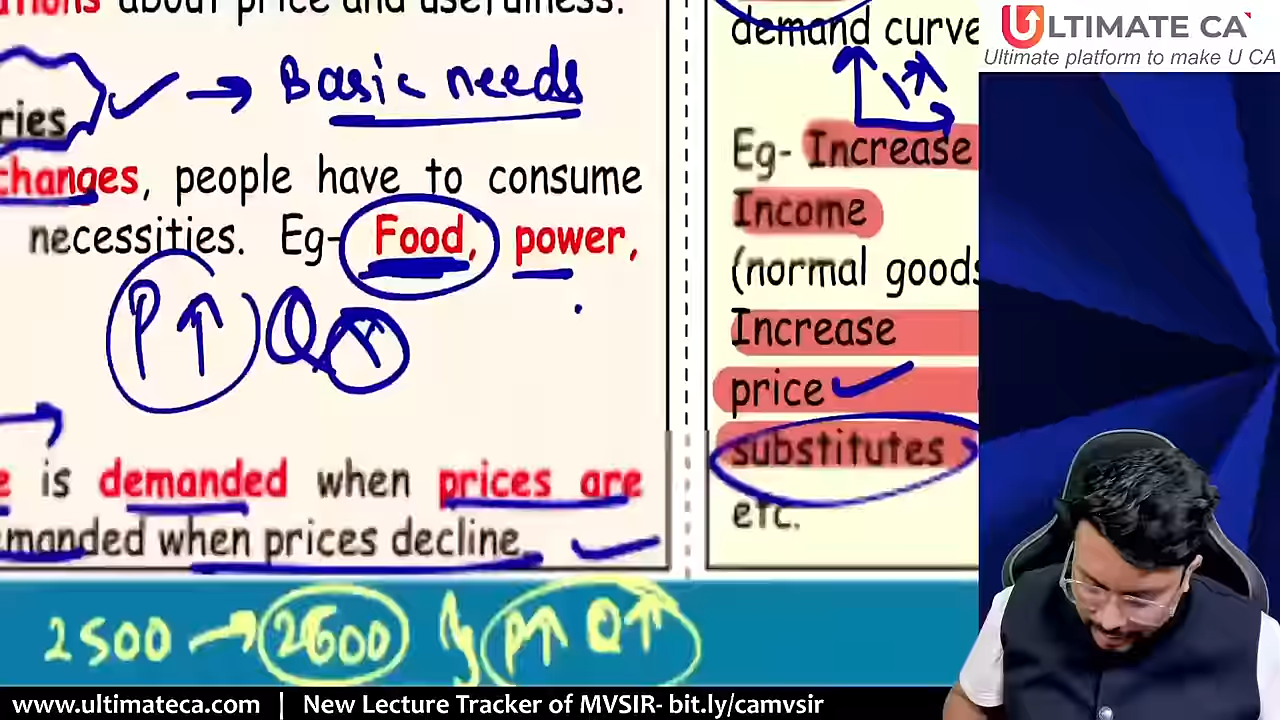 about price and usefulness.
→ Basic needs
ries
changes, people have to consume
necessities. Eg- Food, power,
P↑ Q↑
is demanded when prices are
manded when prices decline
2500 → 2600 P↑ Q↑
demand curve
Eg- Increase
Income
(normal goods
Increase
price
substitutes
etc.
ULTIMATE CA
Ultimate platform to make U CA
www.ultimateca.com | New Lecture Tracker of MVSIR- bit.ly/camvsir